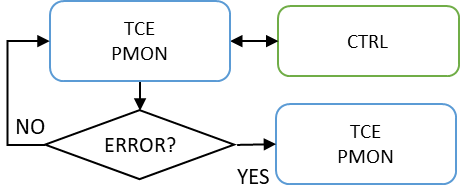 TCE
PMON
CTRL
NO
ERROR?
YES
TCE
PMON